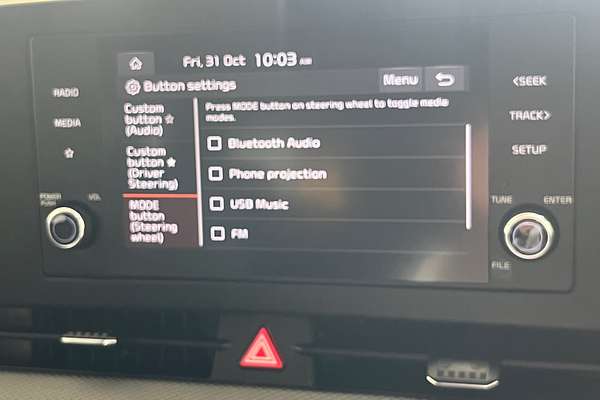 Fri, 31 Oct 10:03 AM
Button settings
Menu
Custom
button ☆
(Audio)
Custom
button ★
(Driver
Steering)
MODE
button
(Steering
wheel)
Press MODE button on steering wheel to toggle media
modes.
Bluetooth Audio
Phone projection
USB Music
FM
RADIO
MEDIA
☆
POWER
PUSH
VOL
<SEEK
TRACK>
SETUP
TUNE
ENTER
FILE